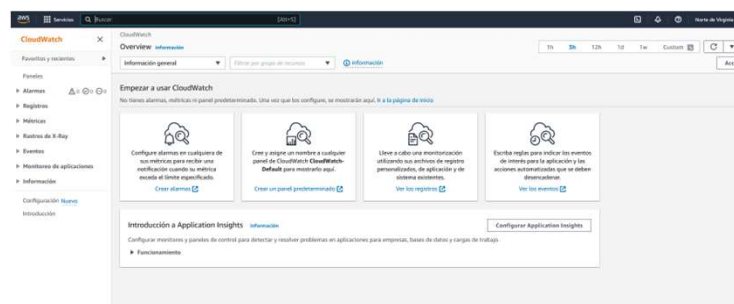 aws
Servicios
Buscar
[Alt+S]
Norte de Virginia
CloudWatch
Favoritos y recientes
Paneles
Alarmas 0 0 0
Registros
Métricas
Rastros de X-Ray
Eventos
Monitoreo de aplicaciones
Información
Configuración Nuevo
Introducción
CloudWatch
Overview Información
1h 3h 12h 1d 1w Custom
Información general
Filtrar por grupo de recursos
Información
Empezar a usar CloudWatch
No tienes alarmas, métricas ni panel predeterminado. Una vez que los configure, se mostrarán aquí. Ir a la página de inicio
Configure alarmas en cualquiera de
sus métricas para recibir una
notificación cuando su métrica
exceda el límite especificado.
Crear alarmas
Cree y asigne un nombre a cualquier
panel de CloudWatch CloudWatch-
Default para mostrarlo aquí.
Crear un panel predeterminado
Lleve a cabo una monitorización
utilizando sus archivos de registro
personalizados, de aplicación y de
sistema existentes.
Ver los registros
Escriba reglas para indicar los eventos
de interés para la aplicación y las
acciones automatizadas que se deben
desencadenar.
Ver los eventos
Introducción a Application Insights Información
Configurar Application Insights
Configurar monitores y paneles de control para detectar y resolver problemas en aplicaciones para empresas, bases de datos y cargas de trabajo.
Funcionamiento